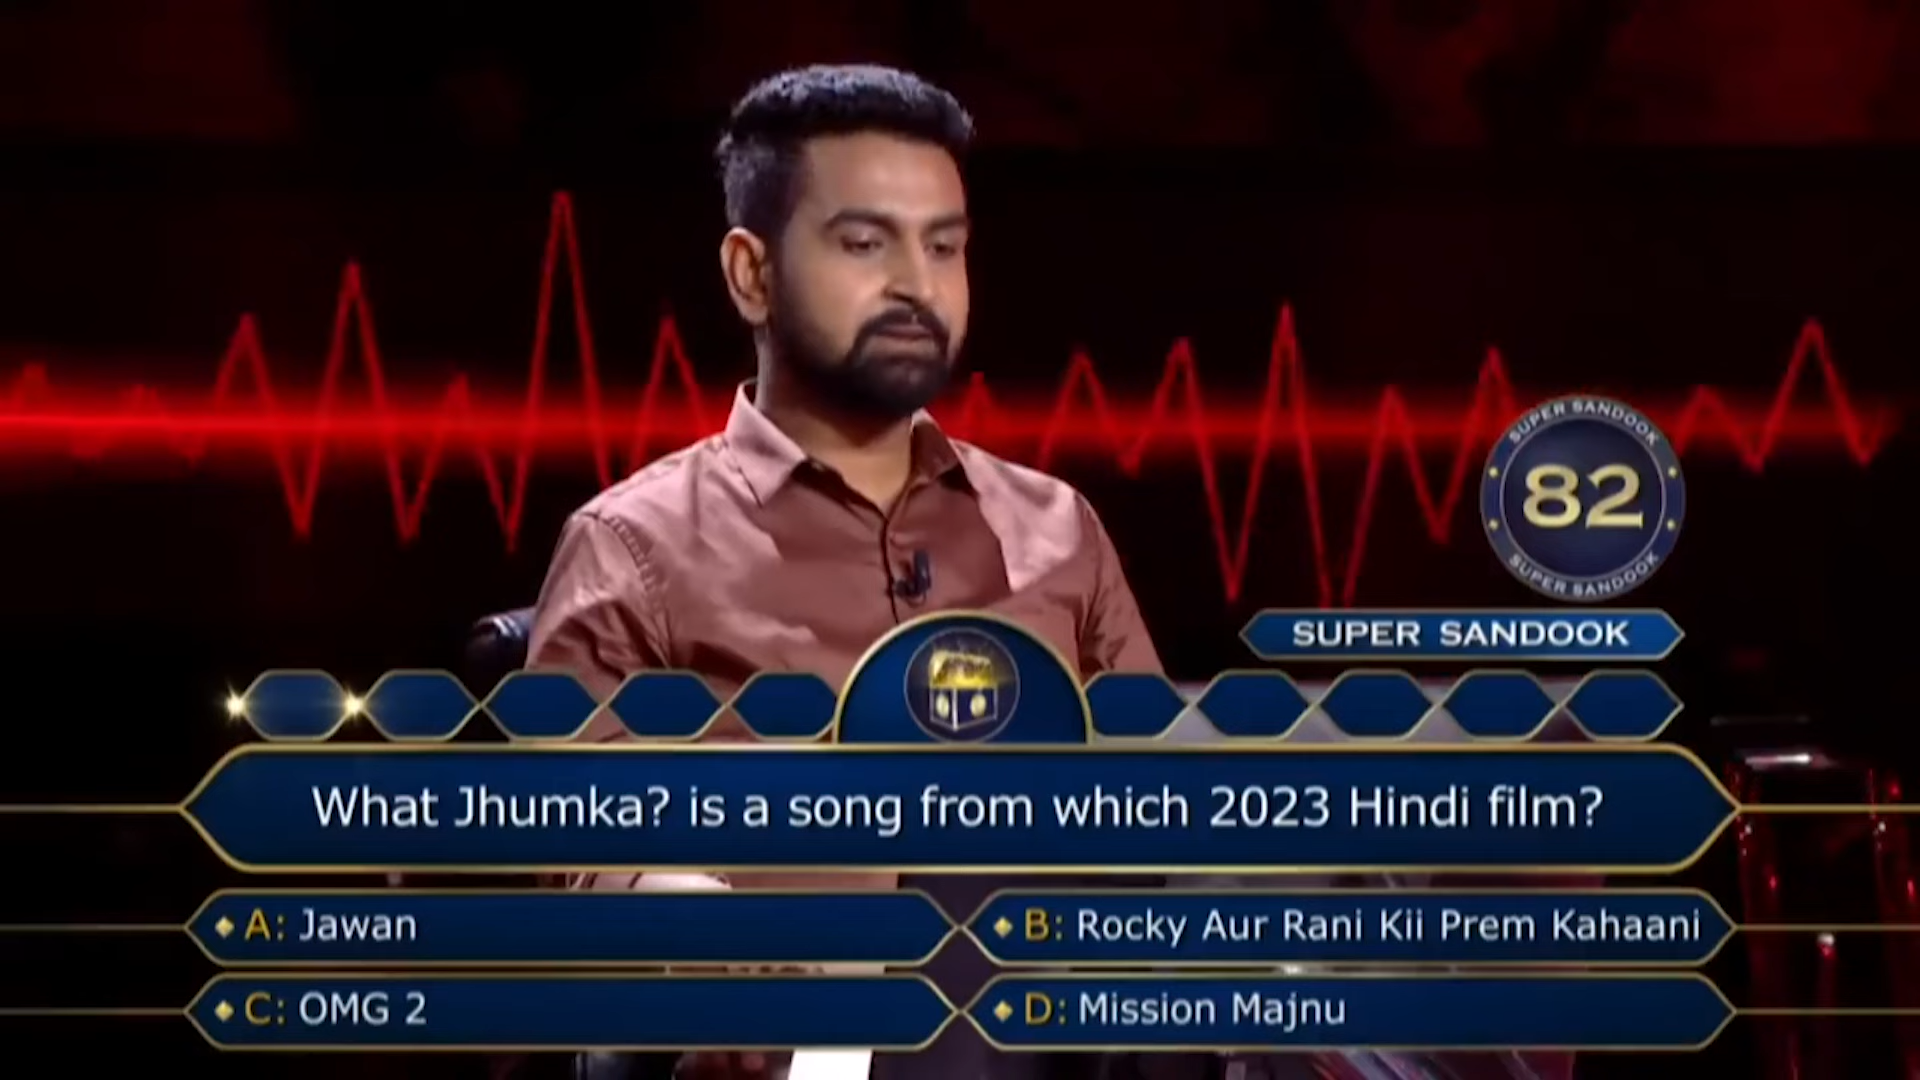 SUPER SANDOOK
82
SUPER SANDOOK
SUPER SANDOOK
What Jhumka? is a song from which 2023 Hindi film?
A: Jawan
B: Rocky Aur Rani Kii Prem Kahaani
C: OMG 2
D: Mission Majnu